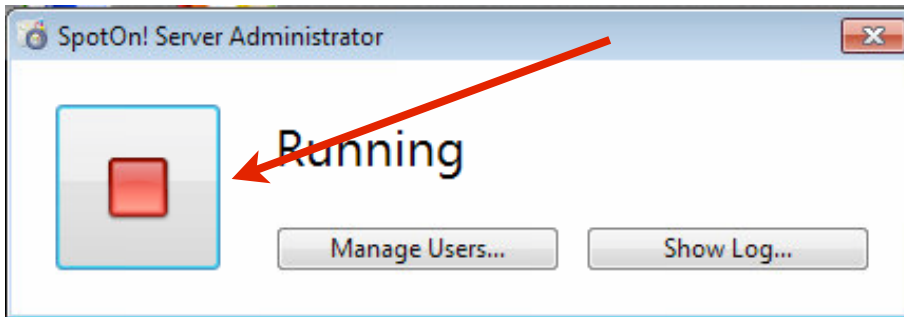 SpotOn! Server Administrator
Running
Manage Users...
Show Log...